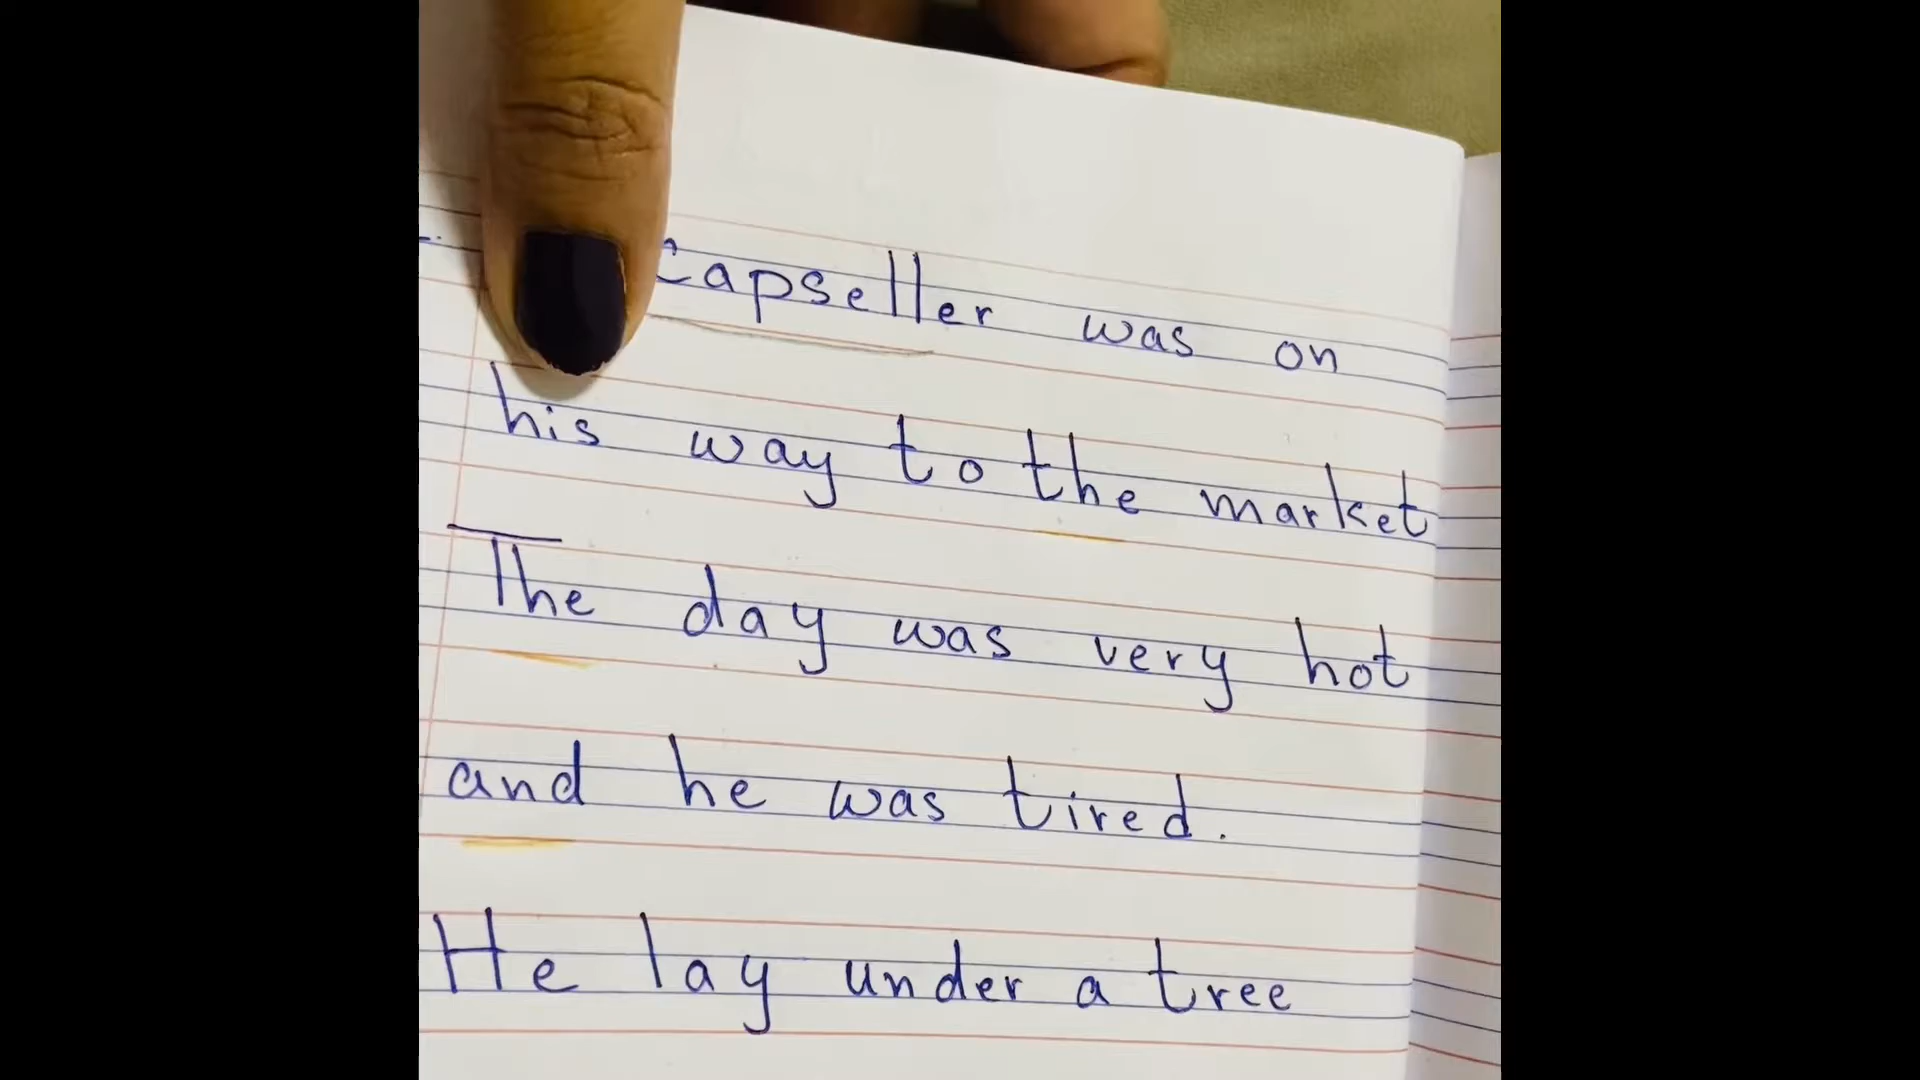 Capseller was on
his way to the market
The day was very hot
and he was tired.
He lay under a tree